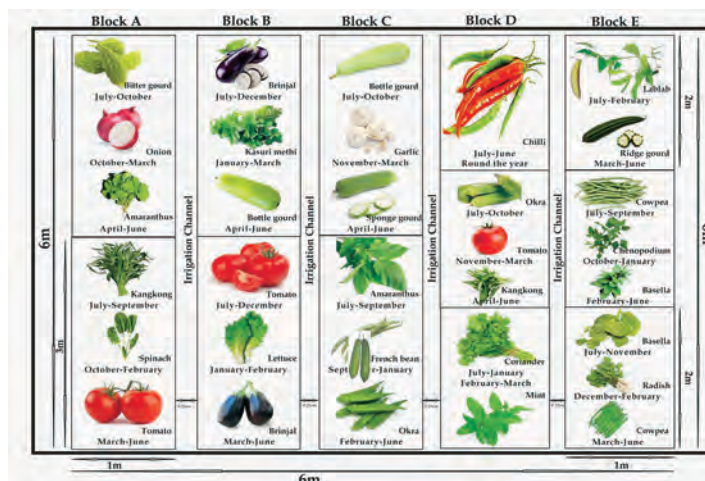 Block A
Block B
Block C
Block D
Block E
Bitter gourd
July-October
Onion
October-March
Amaranthus
April-June
Kangkong
July-September
Spinach
October-February
Tomato
March-June
Brinjal
July-December
Kasuri methi
January-March
Bottle gourd
April-June
Tomato
July-December
Lettuce
January-February
Brinjal
March-June
Bottle gourd
July-October
Garlic
November-March
Sponge gourd
April-June
Amaranthus
July-September
French bean
September-January
Okra
February-June
Chilli
July-June
Round the year
Okra
July-October
Tomato
November-March
Kangkong
April-June
Coriander
July-January
February-March
Mint
Lablab
July-February
Ridge gourd
March-June
Cowpea
July-September
Chenopodium
October-January
Basella
February-June
Basella
July-November
Radish
December-February
Cowpea
March-June
Irrigation Channel
Irrigation Channel
Irrigation Channel
Irrigation Channel
6m
3m
2m
2m
1m
6m
1m